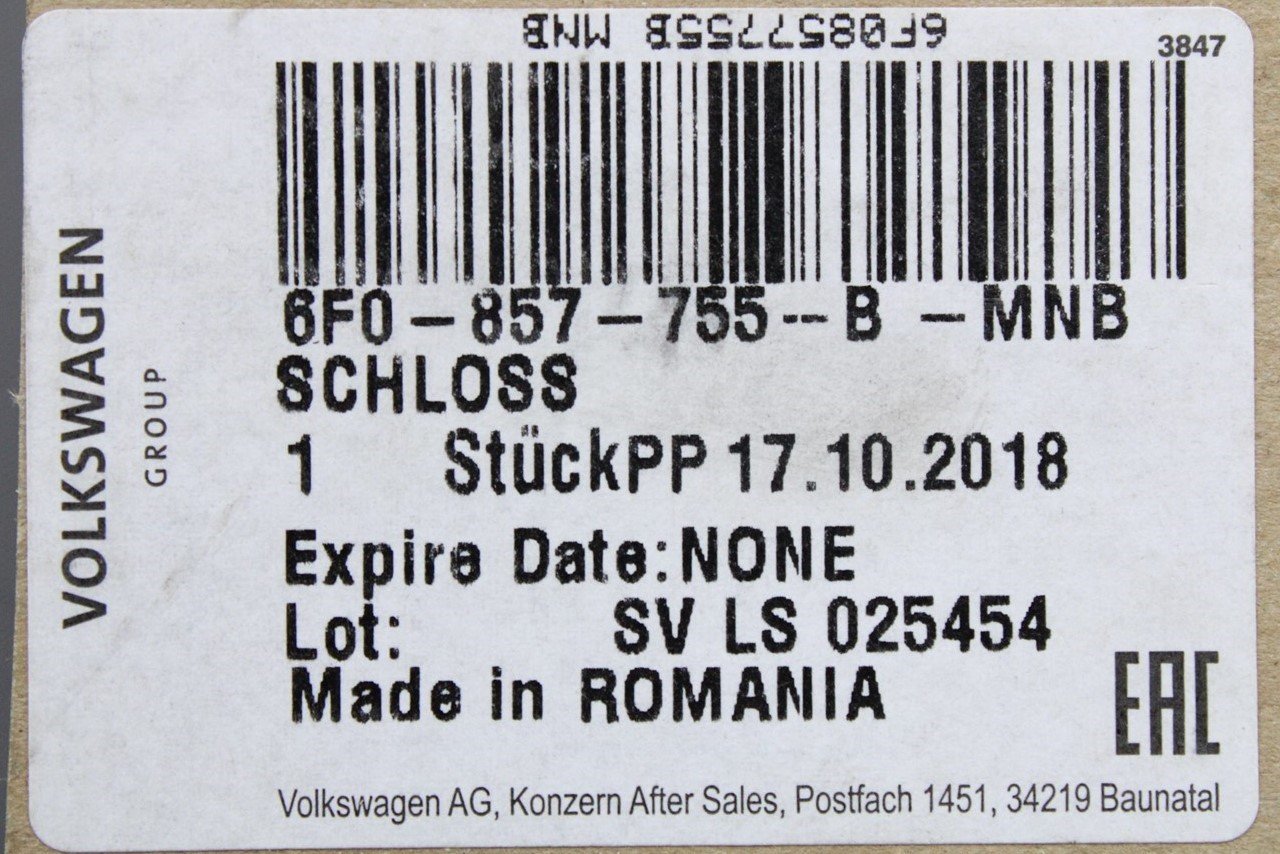 6F0857755B MNB
3847
6F0-857-755--B -MNB
SCHLOSS
1 StückPP 17.10.2018
Expire Date:NONE
Lot: SV LS 025454
Made in ROMANIA
EAC
Volkswagen AG, Konzern After Sales, Postfach 1451, 34219 Baunatal
VOLKSWAGEN
GROUP